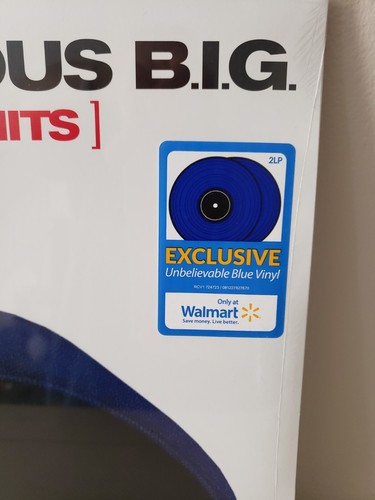 OUS B.I.G.
HITS ]
2LP
EXCLUSIVE
Unbelievable Blue Vinyl
Only at
Walmart
Save money. Live better.